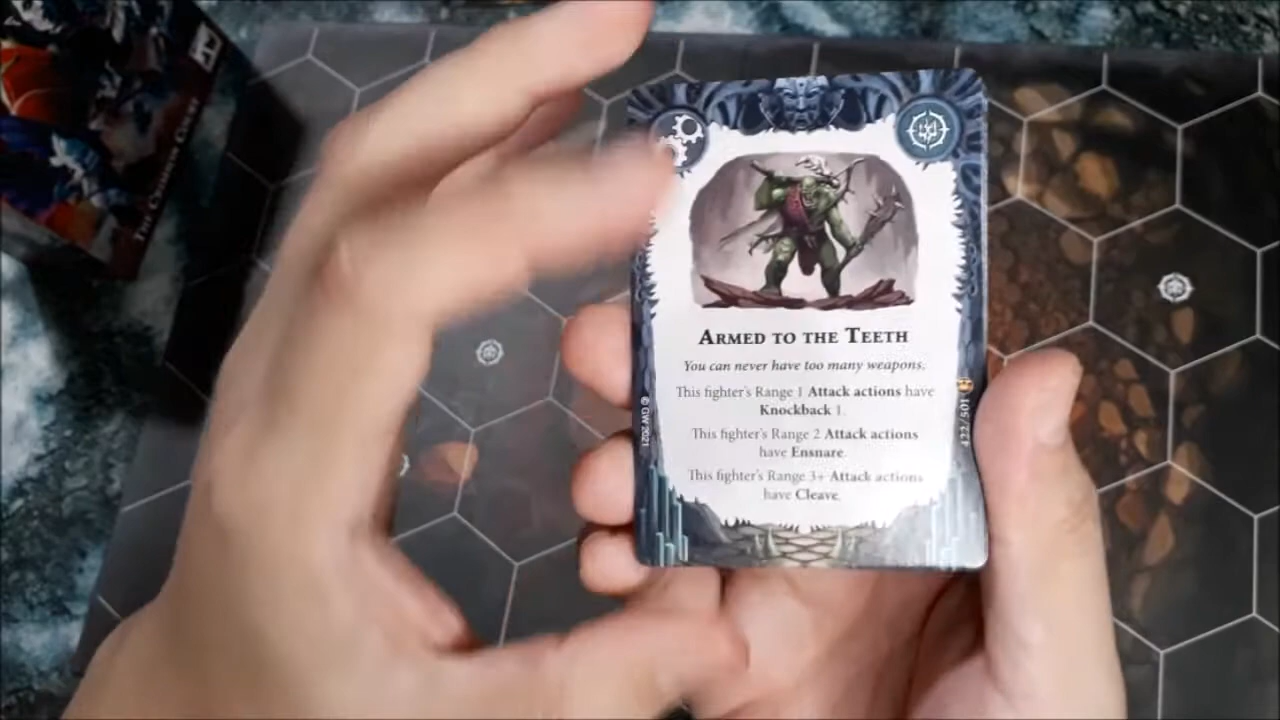 ARMED TO THE TEETH
You can never have too many weapons.
This fighter's Range 1 Attack actions have
Knockback 1.
This fighter's Range 2 Attack actions
have Ensnare.
This fighter's Range 3+ Attack actions
have Cleave.
© GW 2021
422/501